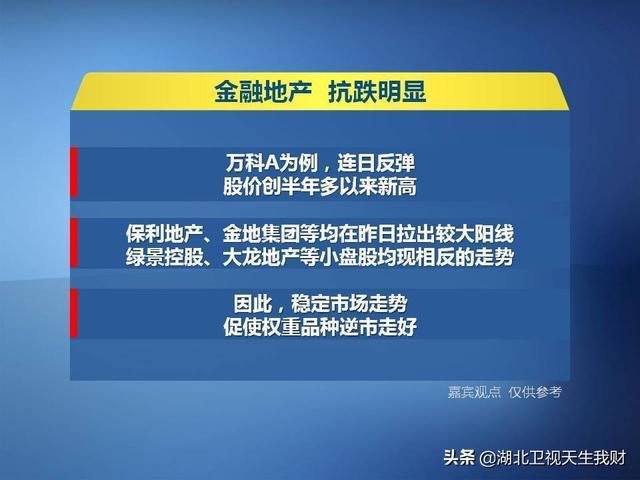 金融地产 抗跌明显
万科A为例，连日反弹
股价创半年多以来新高
保利地产、金地集团等均在昨日拉出较大阳线
绿景控股、大龙地产等小盘股均现相反的走势
因此，稳定市场走势
促使权重品种逆市走好
嘉宾观点 仅供参考
头条 @湖北卫视天生我财